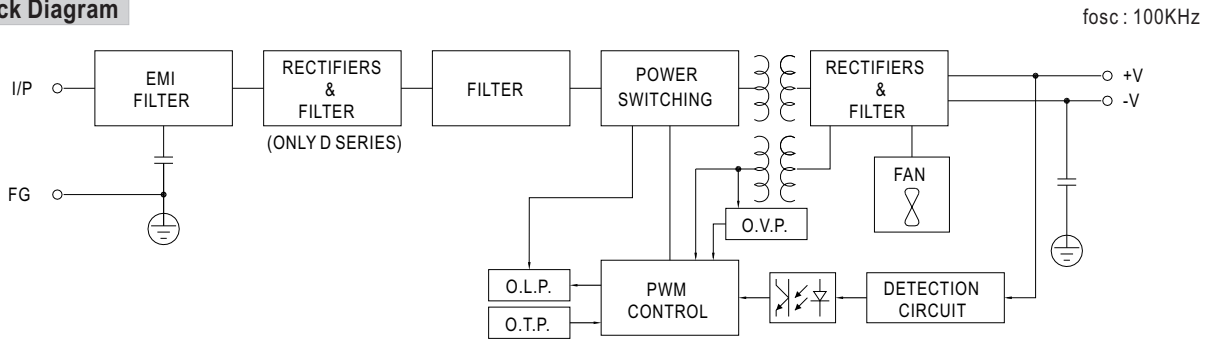 ck Diagram
fosc : 100KHz
I/P
EMI
FILTER
RECTIFIERS
&
FILTER
(ONLY D SERIES)
FILTER
POWER
SWITCHING
RECTIFIERS
&
FILTER
+V
-V
FG
FAN
O.V.P.
O.L.P.
O.T.P.
PWM
CONTROL
DETECTION
CIRCUIT